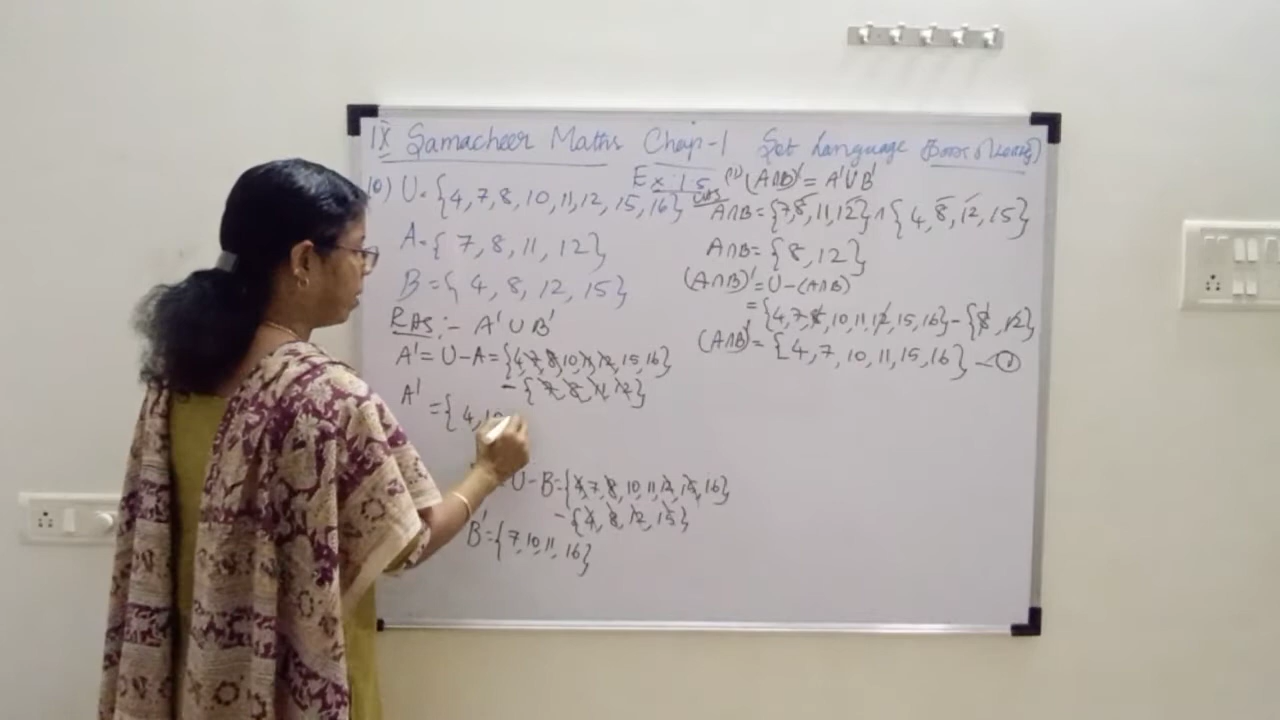 IX Samacheer Maths Chap-1 Set Language
Ex: 1.5
10) U = {4, 7, 8, 10, 11, 12, 15, 16}
A = { 7, 8, 11, 12}
B = { 4, 8, 12, 15}
RHS :- A' ∪ B'
A' = U - A = {4, 7, 8, 10, 11, 12, 15, 16}
- {7, 8, 11, 12}
A'
= { 4, 10
U - B = {4, 7, 8, 10, 11, 12, 15, 16}
- {4, 8, 12, 15}
B' = {7, 10, 11, 16}
(i) (A∩B)' = A' ∪ B'
LHS
A∩B = {7, 8, 11, 12} ∩ { 4, 8, 12, 15}
A∩B = {8, 12}
(A∩B)' = U - (A∩B)
= {4, 7, 8, 10, 11, 12, 15, 16} - {8, 12}
(A∩B)' = {4, 7, 10, 11, 15, 16} - ①